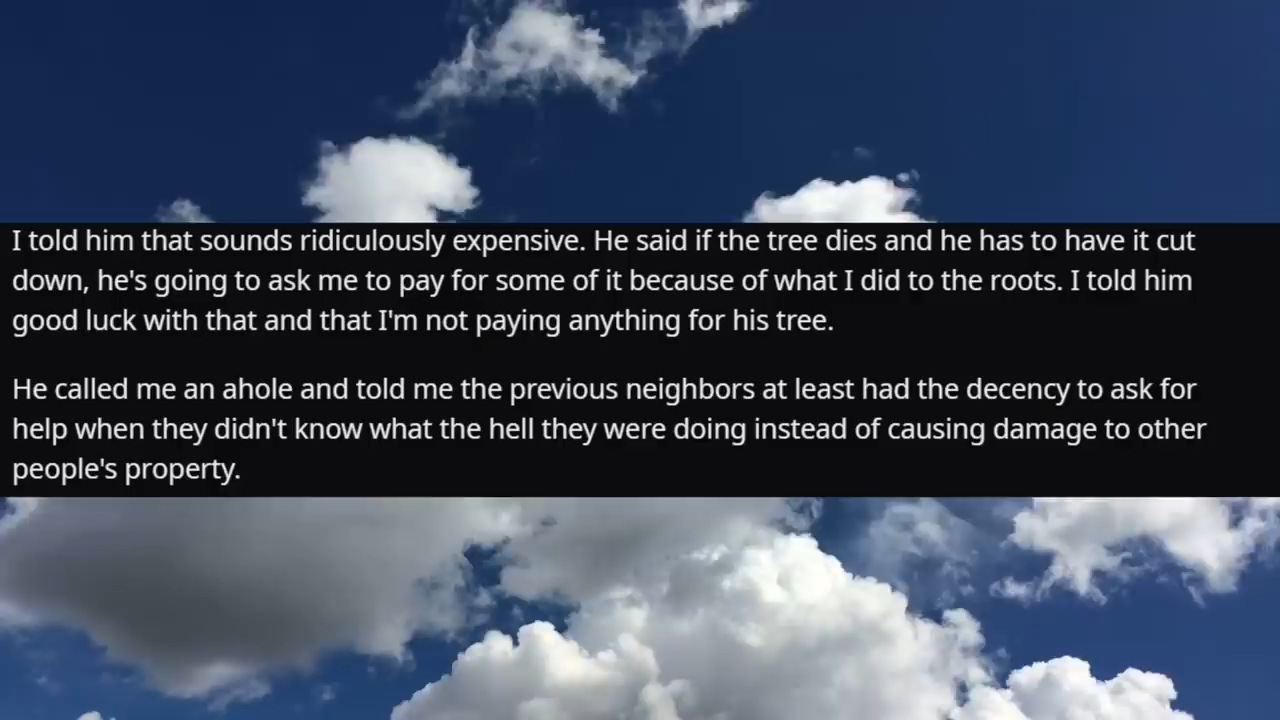 I told him that sounds ridiculously expensive. He said if the tree dies and he has to have it cut
down, he's going to ask me to pay for some of it because of what I did to the roots. I told him
good luck with that and that I'm not paying anything for his tree.
He called me an ahole and told me the previous neighbors at least had the decency to ask for
help when they didn't know what the hell they were doing instead of causing damage to other
people's property.